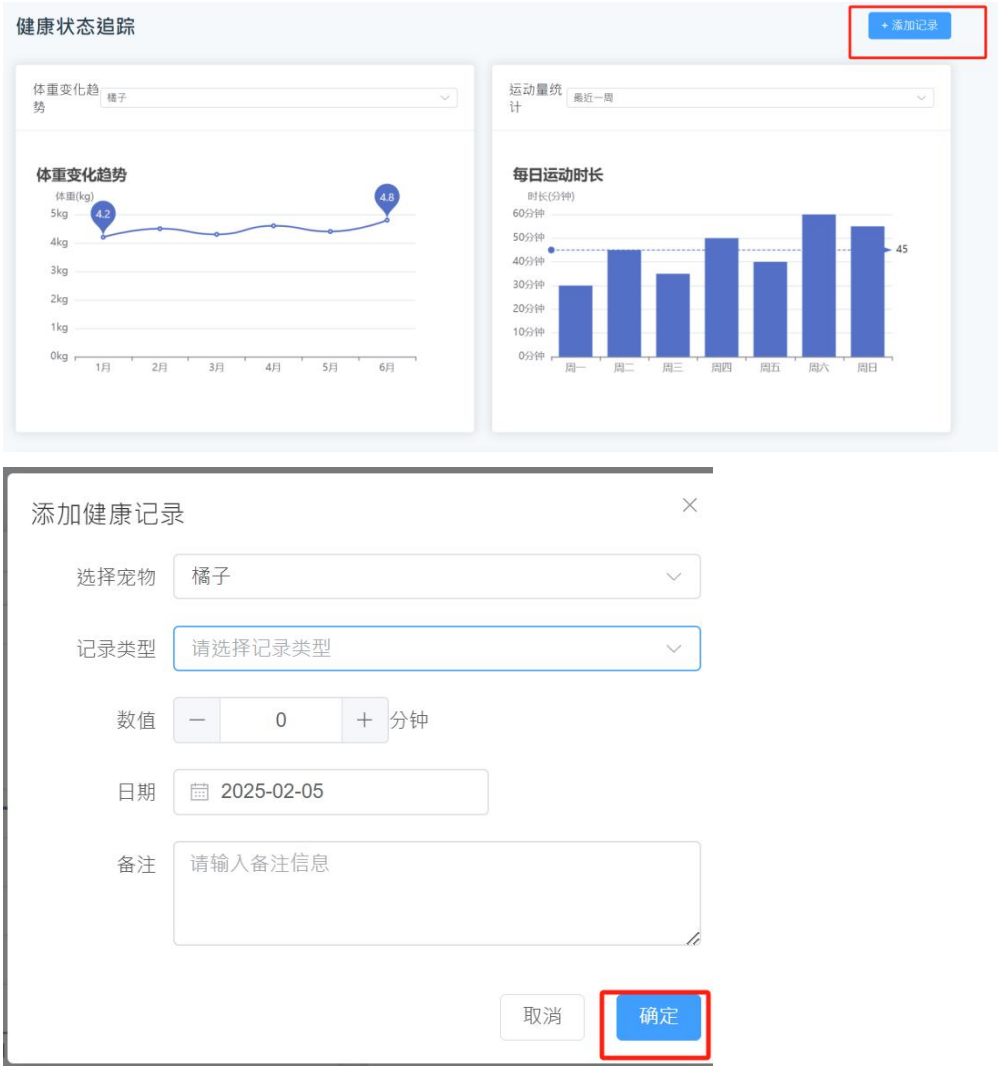 健康状态追踪
+ 添加记录
体重变化趋
势
橘子
运动量统
计
最近一周
体重变化趋势
体重(kg)
5kg
4kg
3kg
2kg
1kg
0kg
4.2
4.8
1月
2月
3月
4月
5月
6月
每日运动时长
时长(分钟)
60分钟
50分钟
40分钟
30分钟
20分钟
10分钟
0分钟
45
周一
周二
周三
周四
周五
周六
周日
添加健康记录
选择宠物
橘子
记录类型
请选择记录类型
数值
0
分钟
日期
2025-02-05
备注
请输入备注信息
取消
确定